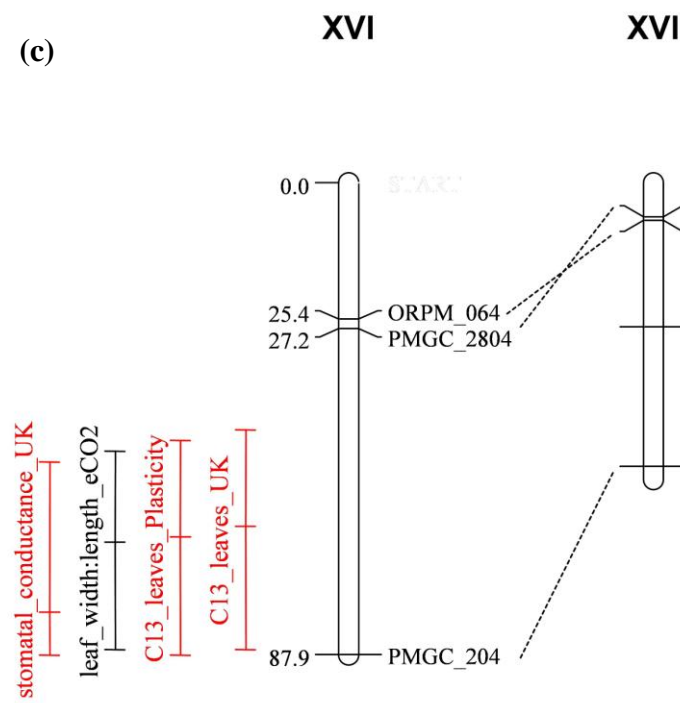 (c)
XVI
XVI
0.0
25.4 ORPM_064
27.2 PMGC_2804
87.9 PMGC_204
stomatal_conductance_UK
leaf_width:length_eCO2
C13_leaves_Plasticity
C13_leaves_UK